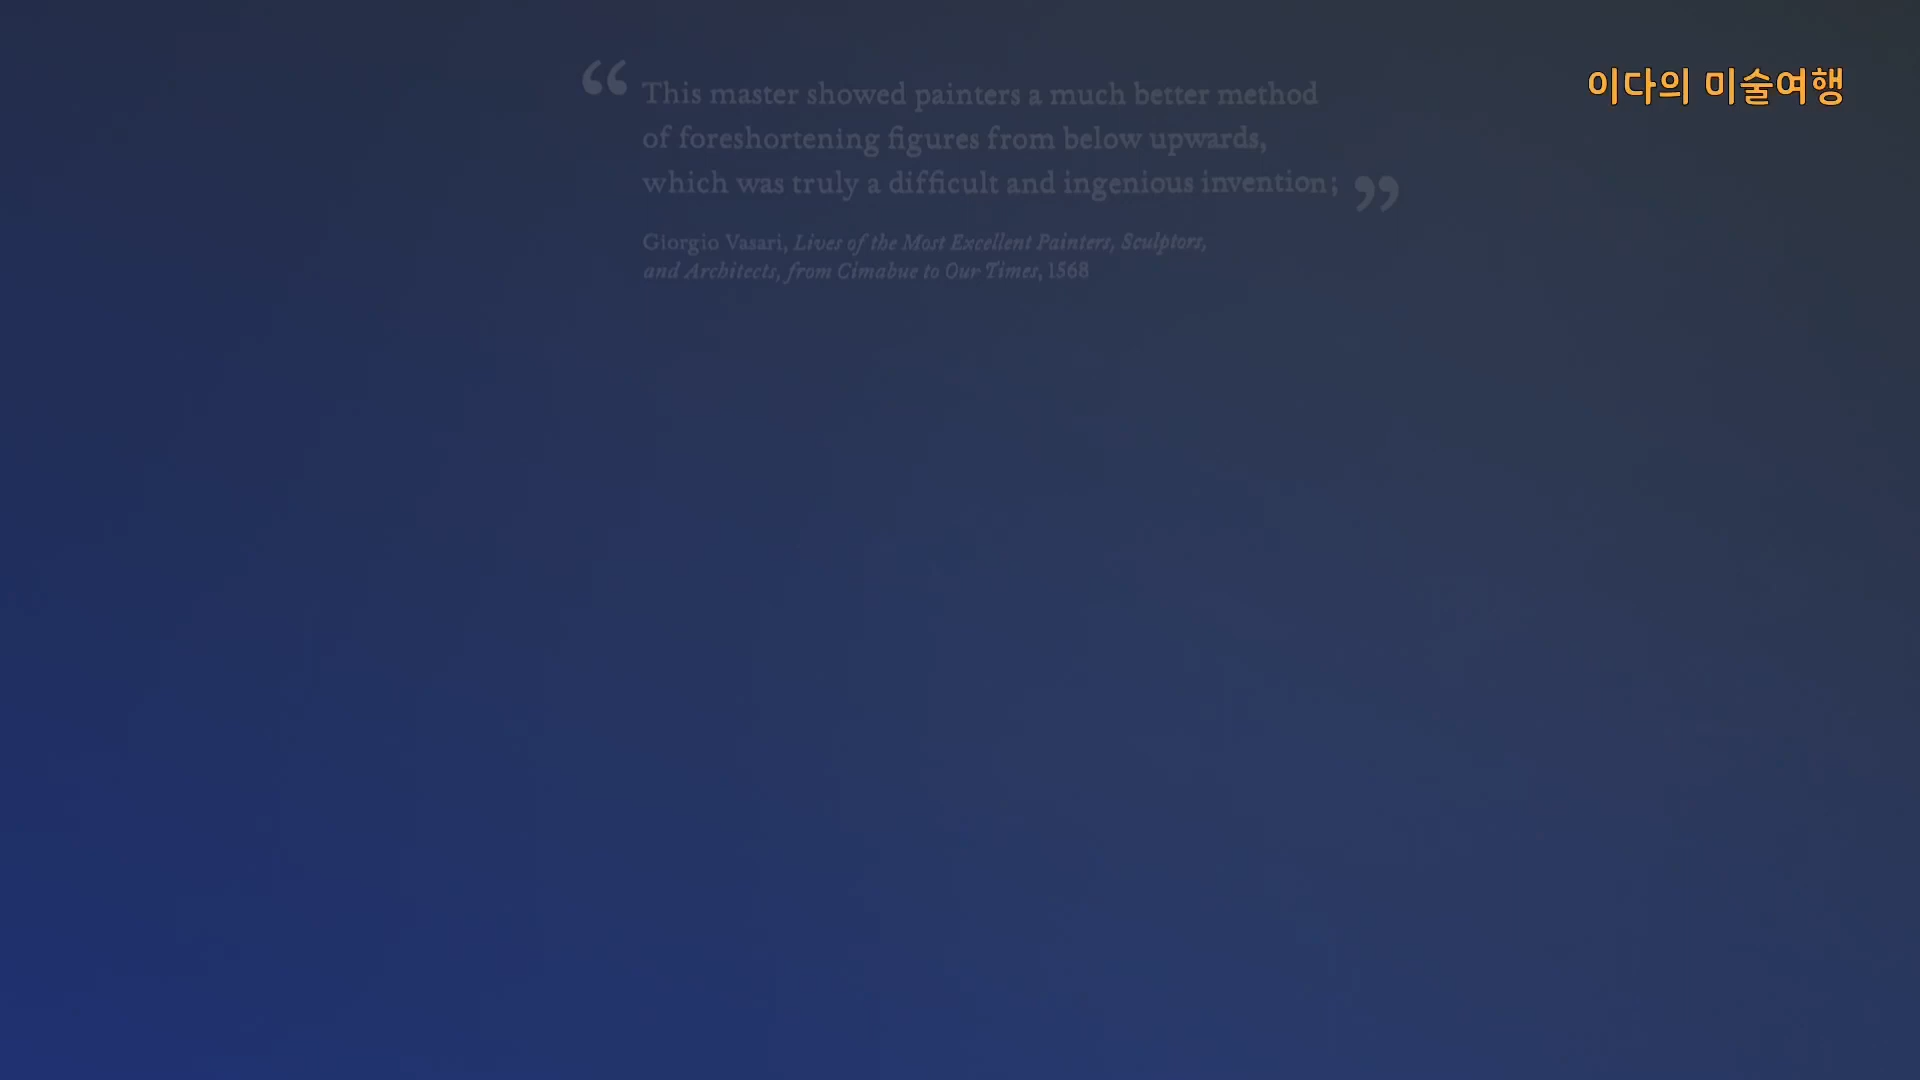 “ This master showed painters a much better method
of foreshortening figures from below upwards,
which was truly a difficult and ingenious invention; ”
Giorgio Vasari, Lives of the Most Excellent Painters, Sculptors,
and Architects, from Cimabue to Our Times, 1568
이다의 미술여행